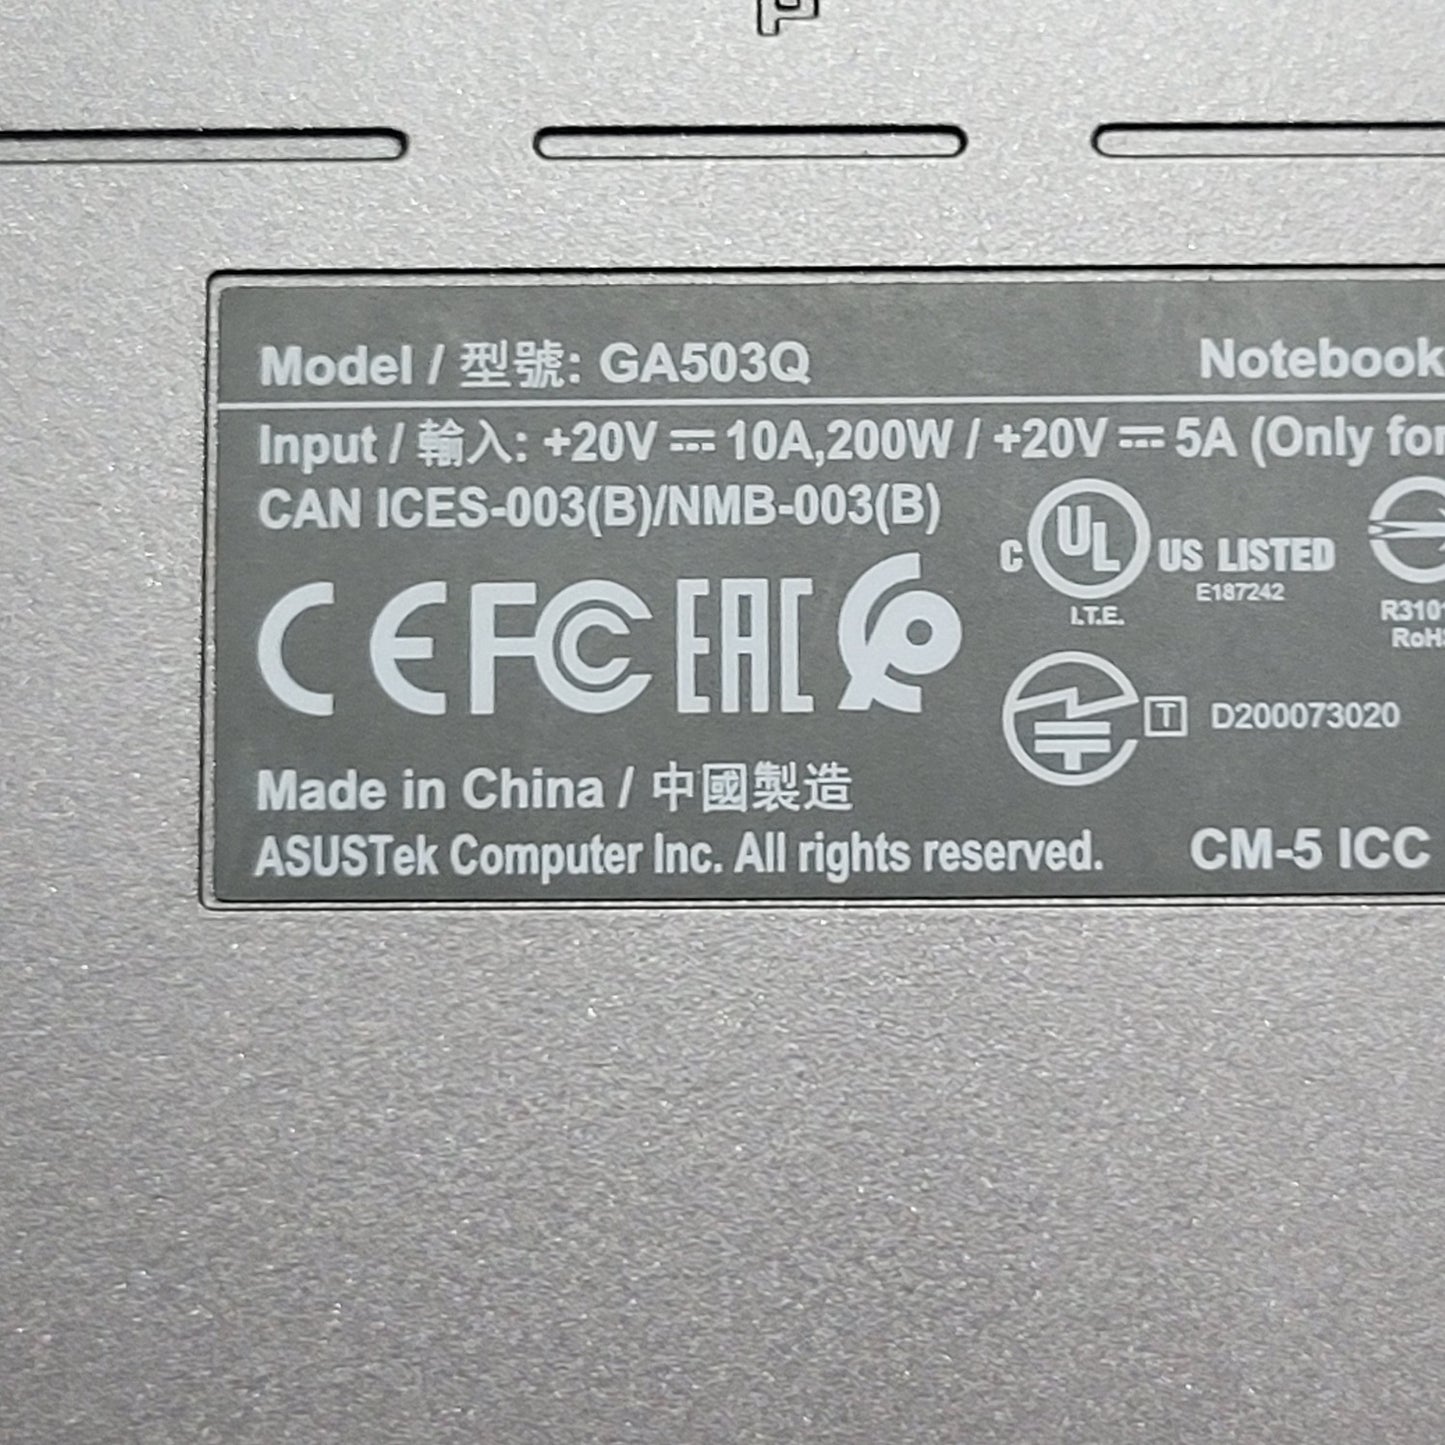 Model / 型號: GA503Q Notebook
Input / 輸入: +20V ⎓ 10A,200W / +20V ⎓ 5A (Only for
CAN ICES-003(B)/NMB-003(B)
C UL US LISTED
E187242
I.T.E.
R3101
RoHS
CE FC EAC
T D200073020
Made in China / 中國製造
ASUSTek Computer Inc. All rights reserved. CM-5 ICC